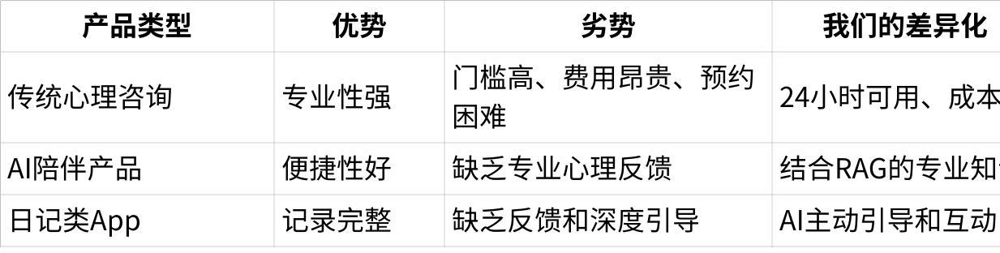 产品类型 优势 劣势 我们的差异化
传统心理咨询 专业性强 门槛高、费用昂贵、预约 24小时可用、成本
困难
AI陪伴产品 便捷性好 缺乏专业心理反馈 结合RAG的专业知
日记类App 记录完整 缺乏反馈和深度引导 AI主动引导和互动